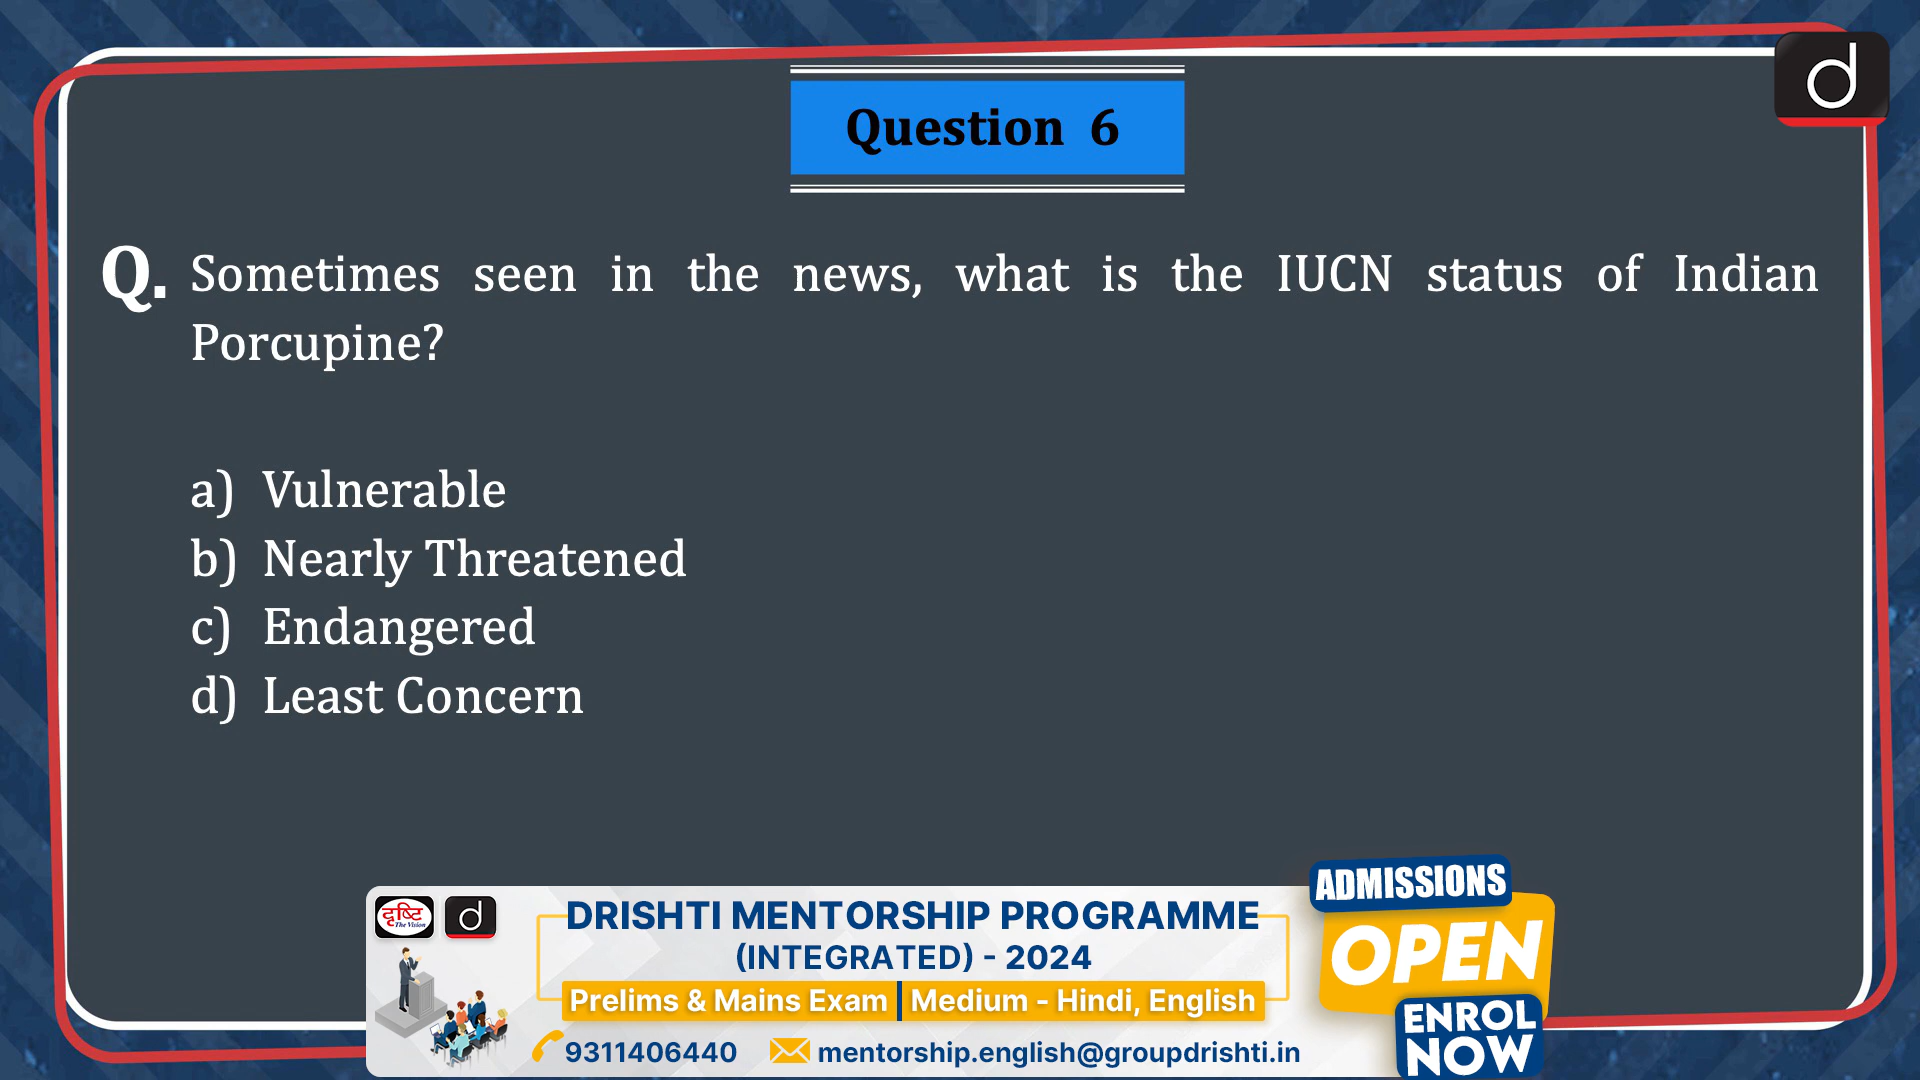 d
Question 6
Q. Sometimes seen in the news, what is the IUCN status of Indian
Porcupine?
a) Vulnerable
b) Nearly Threatened
c) Endangered
d) Least Concern
दृष्टि
The Vision
d
DRISHTI MENTORSHIP PROGRAMME
(INTEGRATED) - 2024
Prelims & Mains Exam | Medium - Hindi, English
9311406440 mentorship.english@groupdrishti.in
ADMISSIONS
OPEN
ENROL
NOW